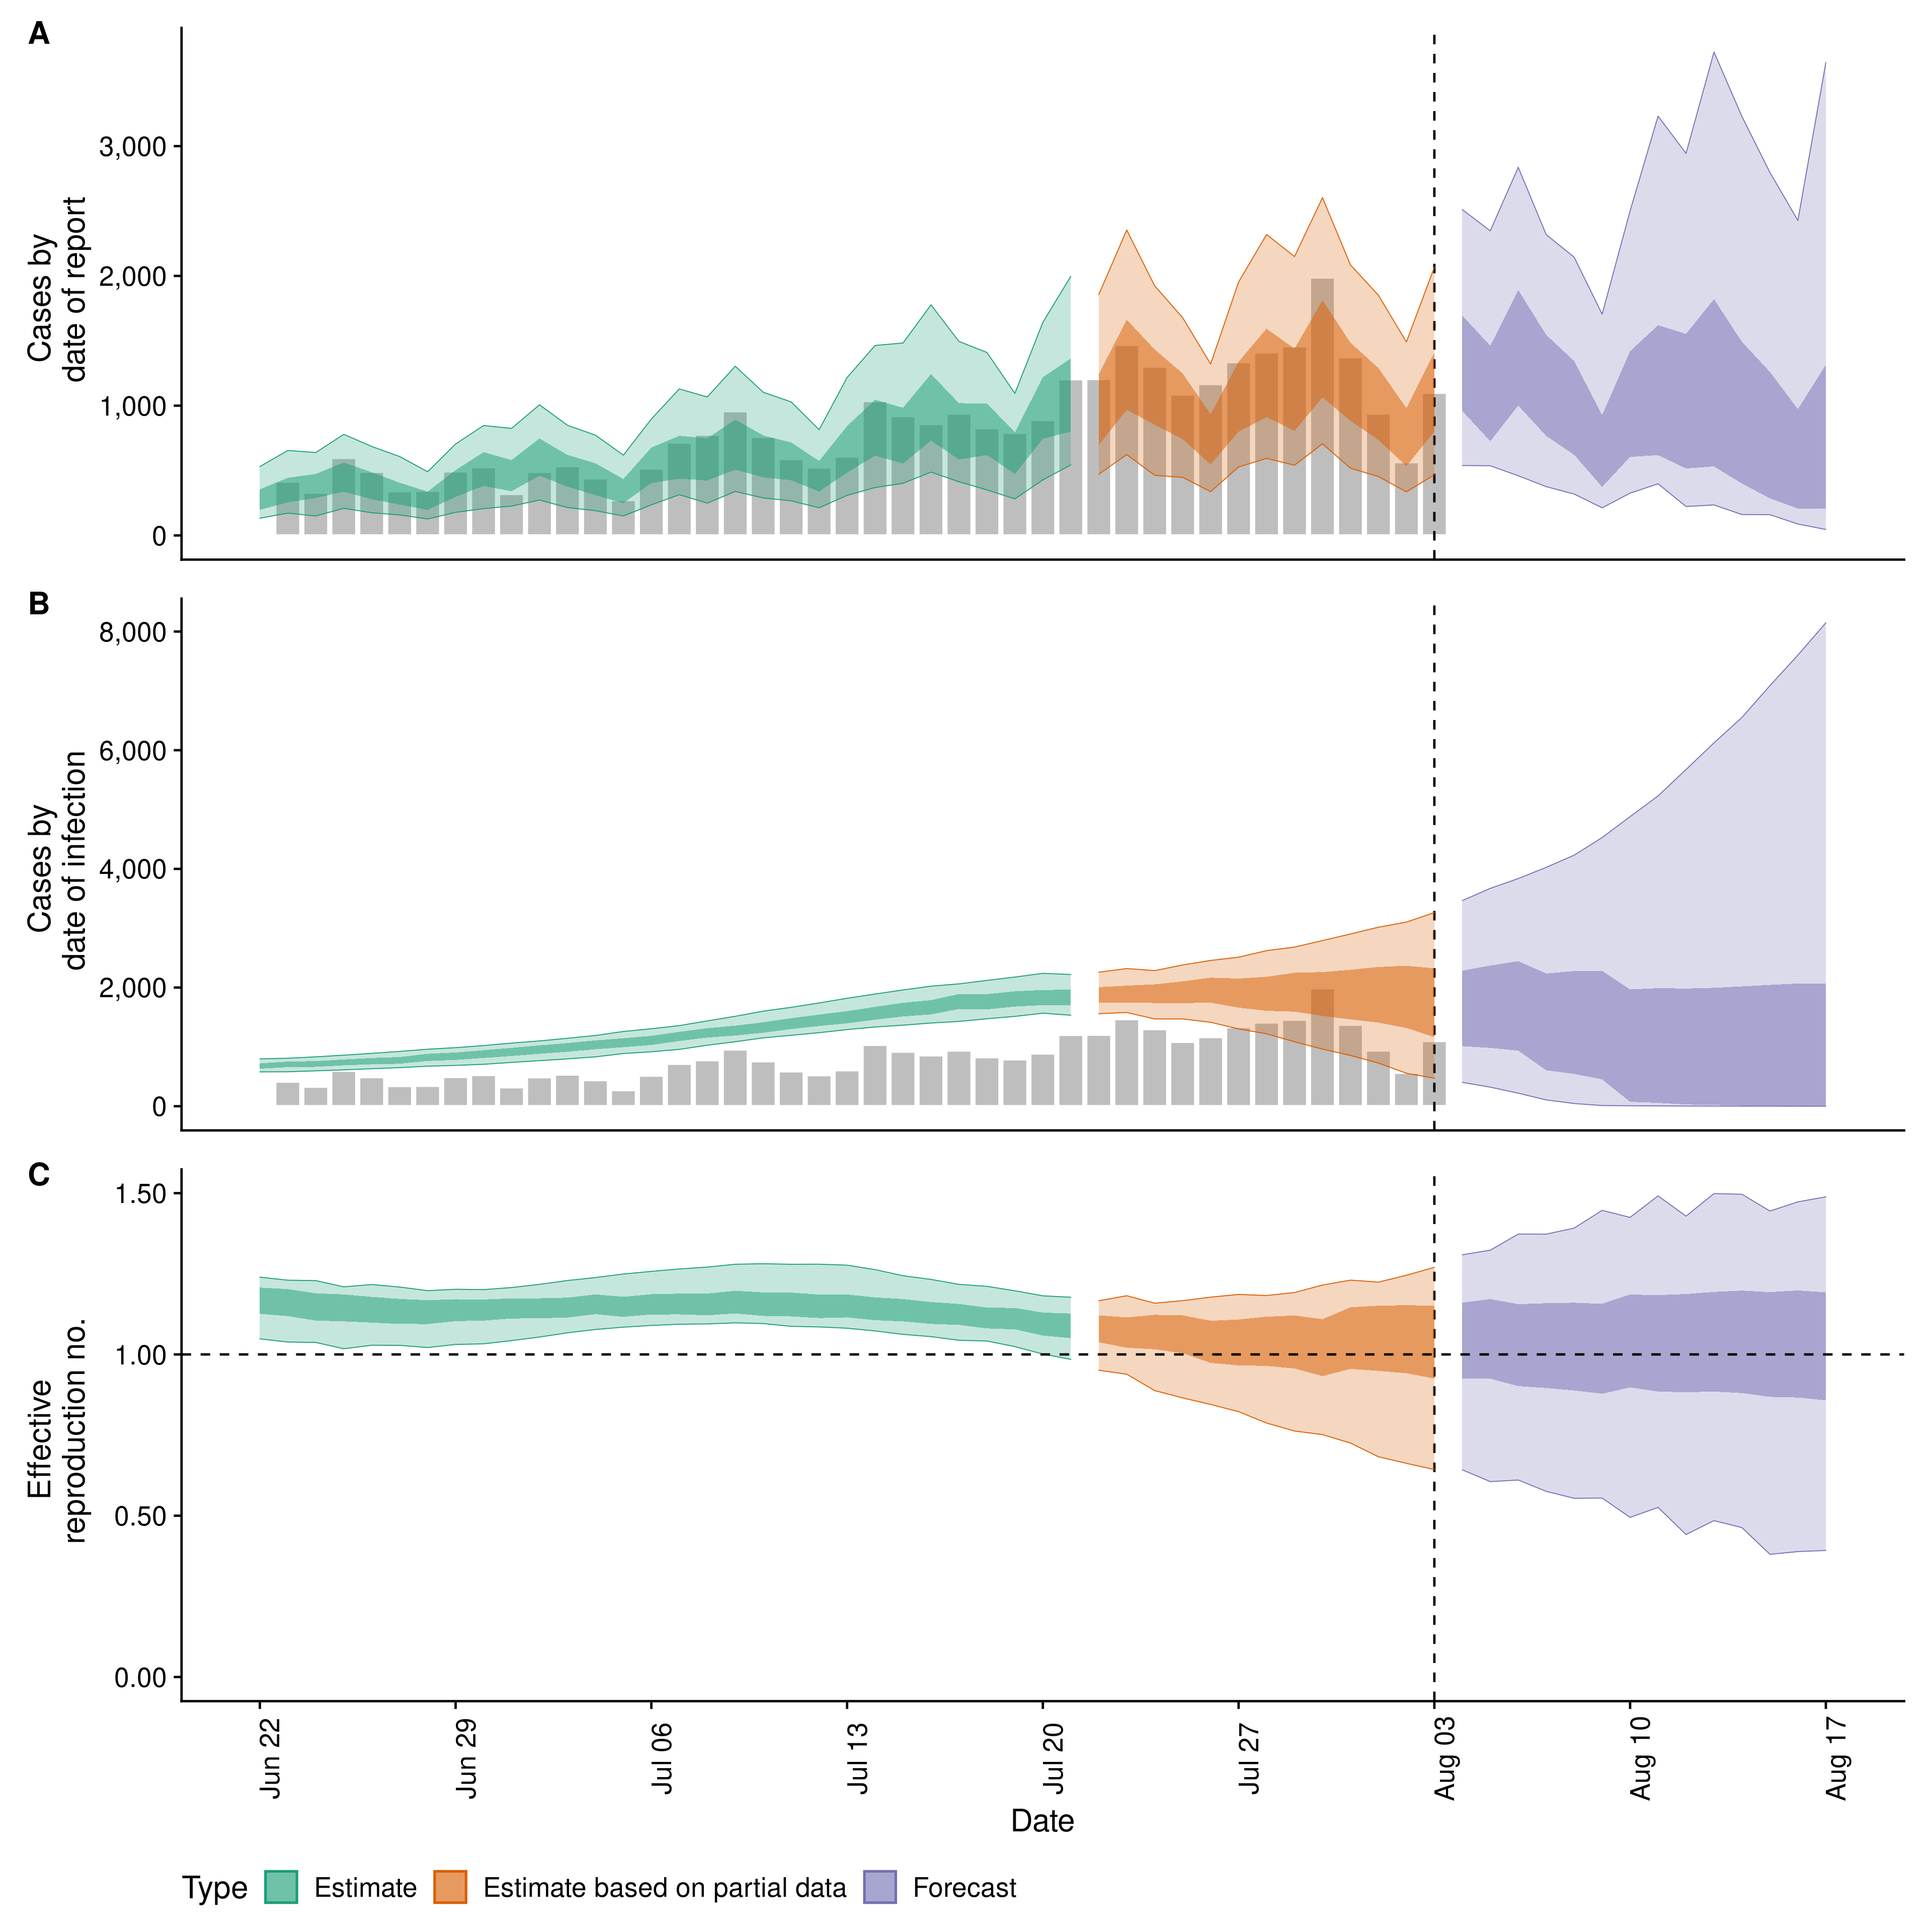 A
Cases by
date of report
3,000
2,000
1,000
0
B
Cases by
date of infection
8,000
6,000
4,000
2,000
0
C
Effective
reproduction no.
1.50
1.00
0.50
0.00
Jun 22
Jun 29
Jul 06
Jul 13
Jul 20
Jul 27
Aug 03
Aug 10
Aug 17
Date
Type Estimate Estimate based on partial data Forecast